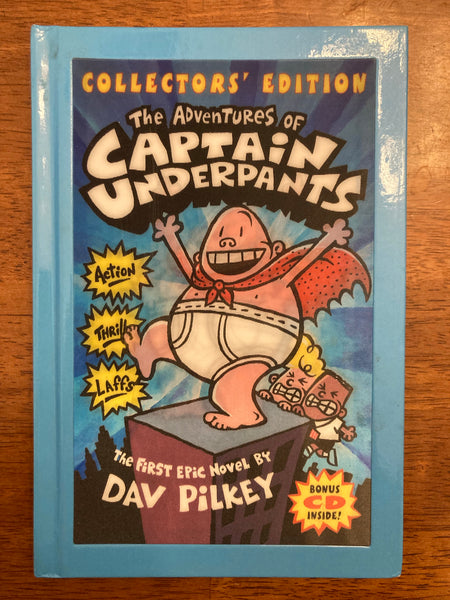 COLLECTORS' EDITION
THE ADVENTURES OF
CAPTAIN
UNDERPANTS
ACTION
THRILLS
LAFFS
THE FIRST EPIC NOVEL BY
DAV PILKEY
BONUS
CD
INSIDE!